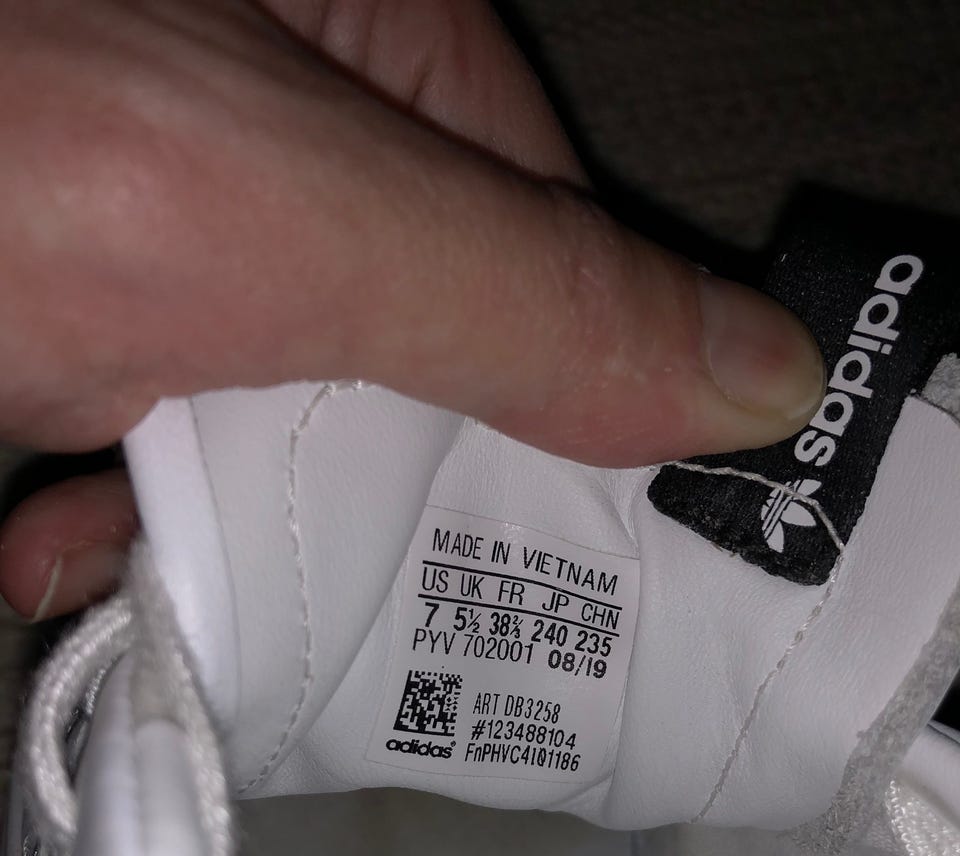 adidas
MADE IN VIETNAM
US UK FR JP CHN
7 5½ 38⅔ 240 235
PYV 702001 08/19
ART DB3258
#123488104
adidas® FnPHVC4I01186